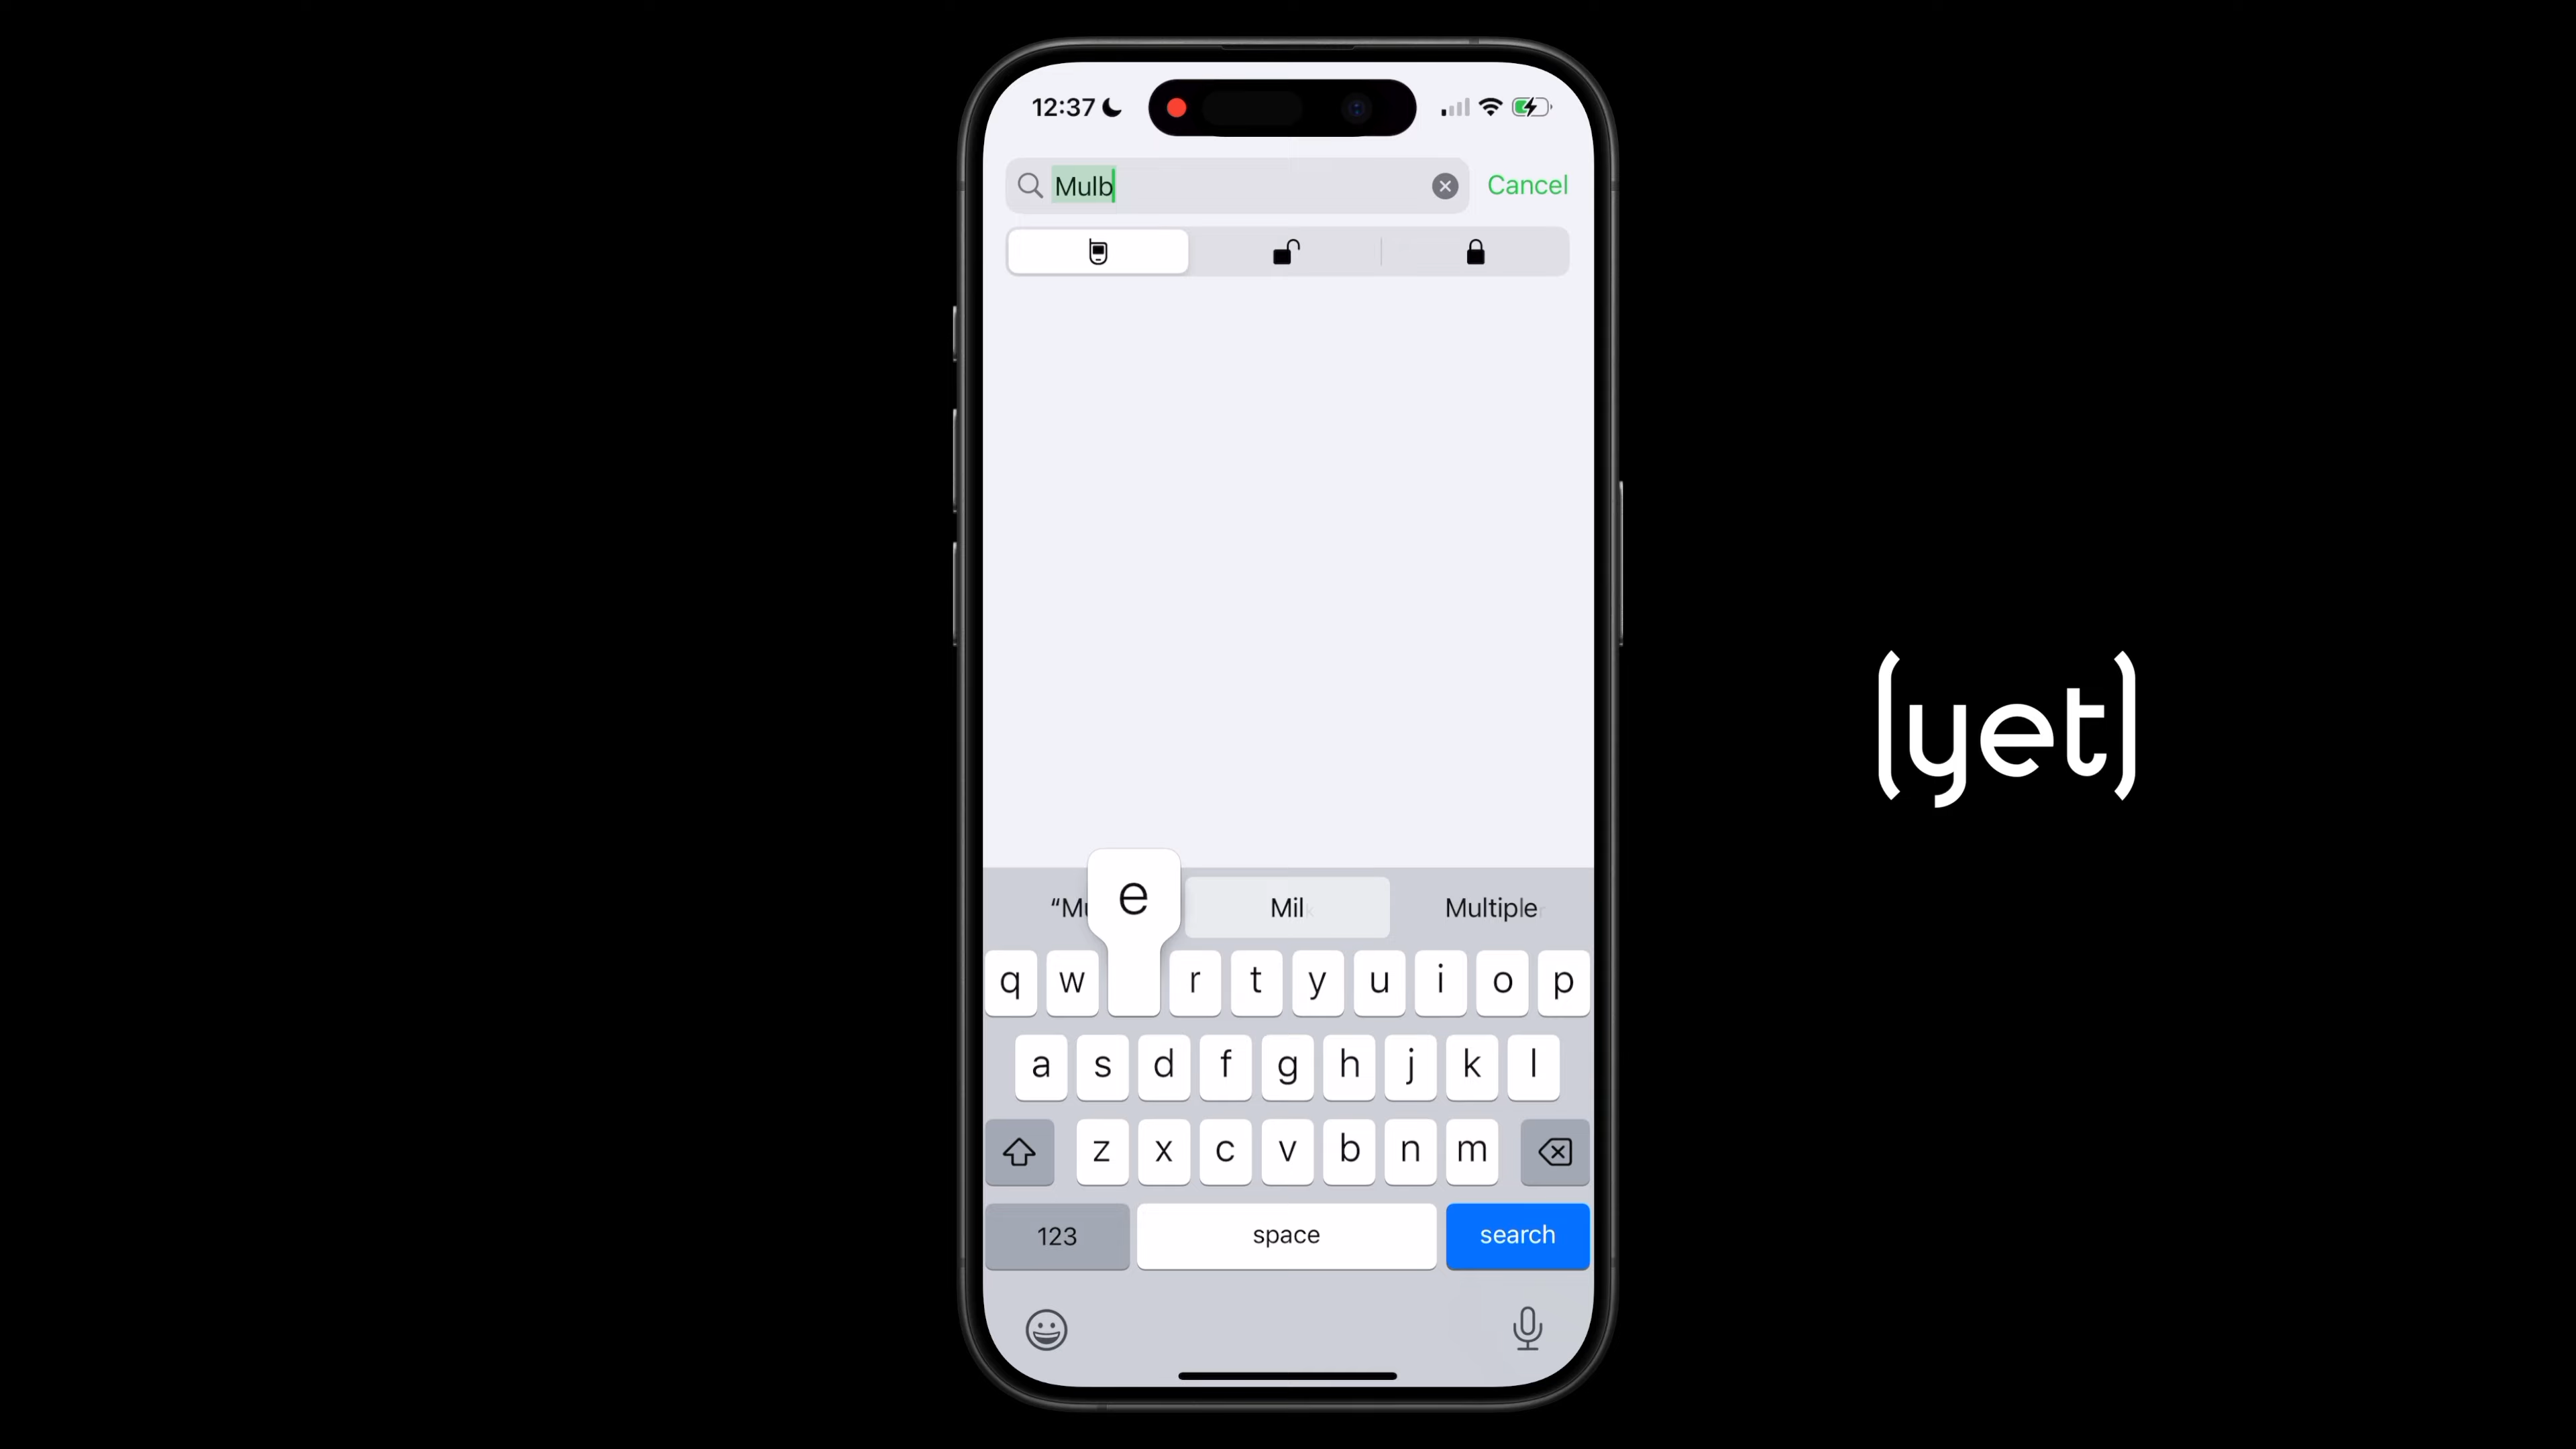 12:37
Mulb
Cancel
(yet)
e
“Mu
Mil
Multiple
q w r t y u i o p
a s d f g h j k l
z x c v b n m
123
space
search